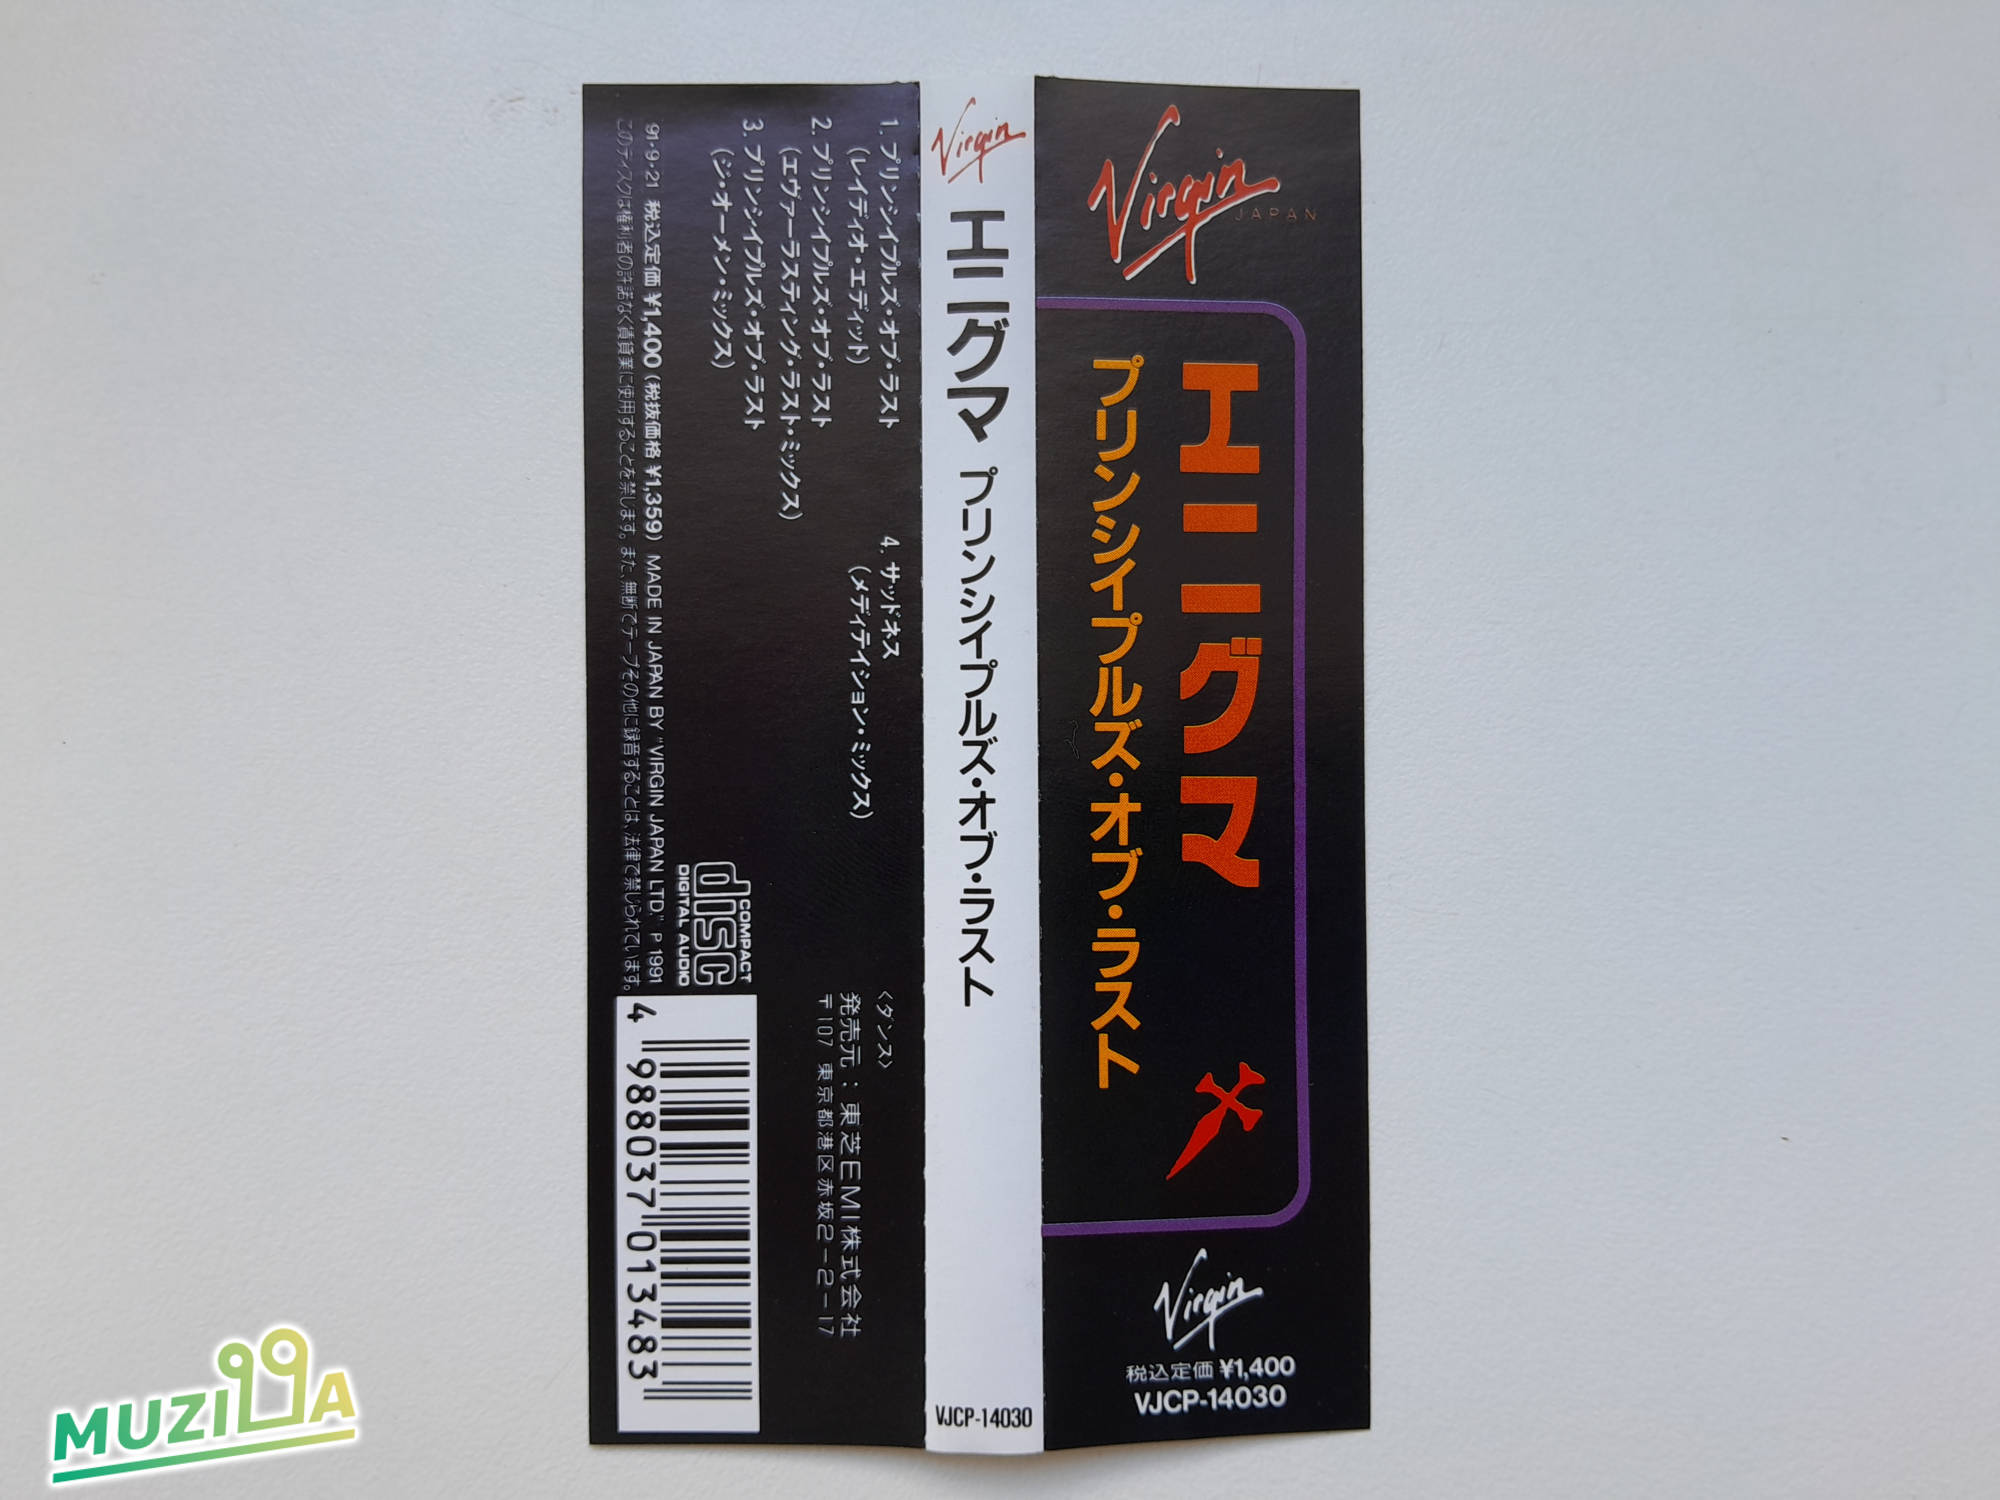 Virgin
JAPAN
エニグマ
プリンシイプルズ・オブ・ラスト
Virgin
税込定価 ¥1,400
VJCP-14030
Virgin
エニグマ プリンシイプルズ・オブ・ラスト
VJCP-14030
1. プリンシイプルズ・オブ・ラスト
(レイディオ・エディット)
2. プリンシイプルズ・オブ・ラスト
(エヴァーラスティング・ラスト・ミックス)
3. プリンシイプルズ・オブ・ラスト
(ジ・オーメン・ミックス)
4. サッドネス
(メディテイション・ミックス)
〈ダンス〉
発売元:東芝EMI株式会社
〒107 東京都港区赤坂2-2-17
COMPACT
disc
DIGITAL AUDIO
91・9・21 税込定価 ¥1,400 (税抜価格 ¥1,359) MADE IN JAPAN BY "VIRGIN JAPAN LTD." P 1991
このディスクは権利者の許諾なく賃貸業に使用することを禁じます。また、無断でテープその他に録音することは、法律で禁じられています。
4 988037 013483
MUZILLA